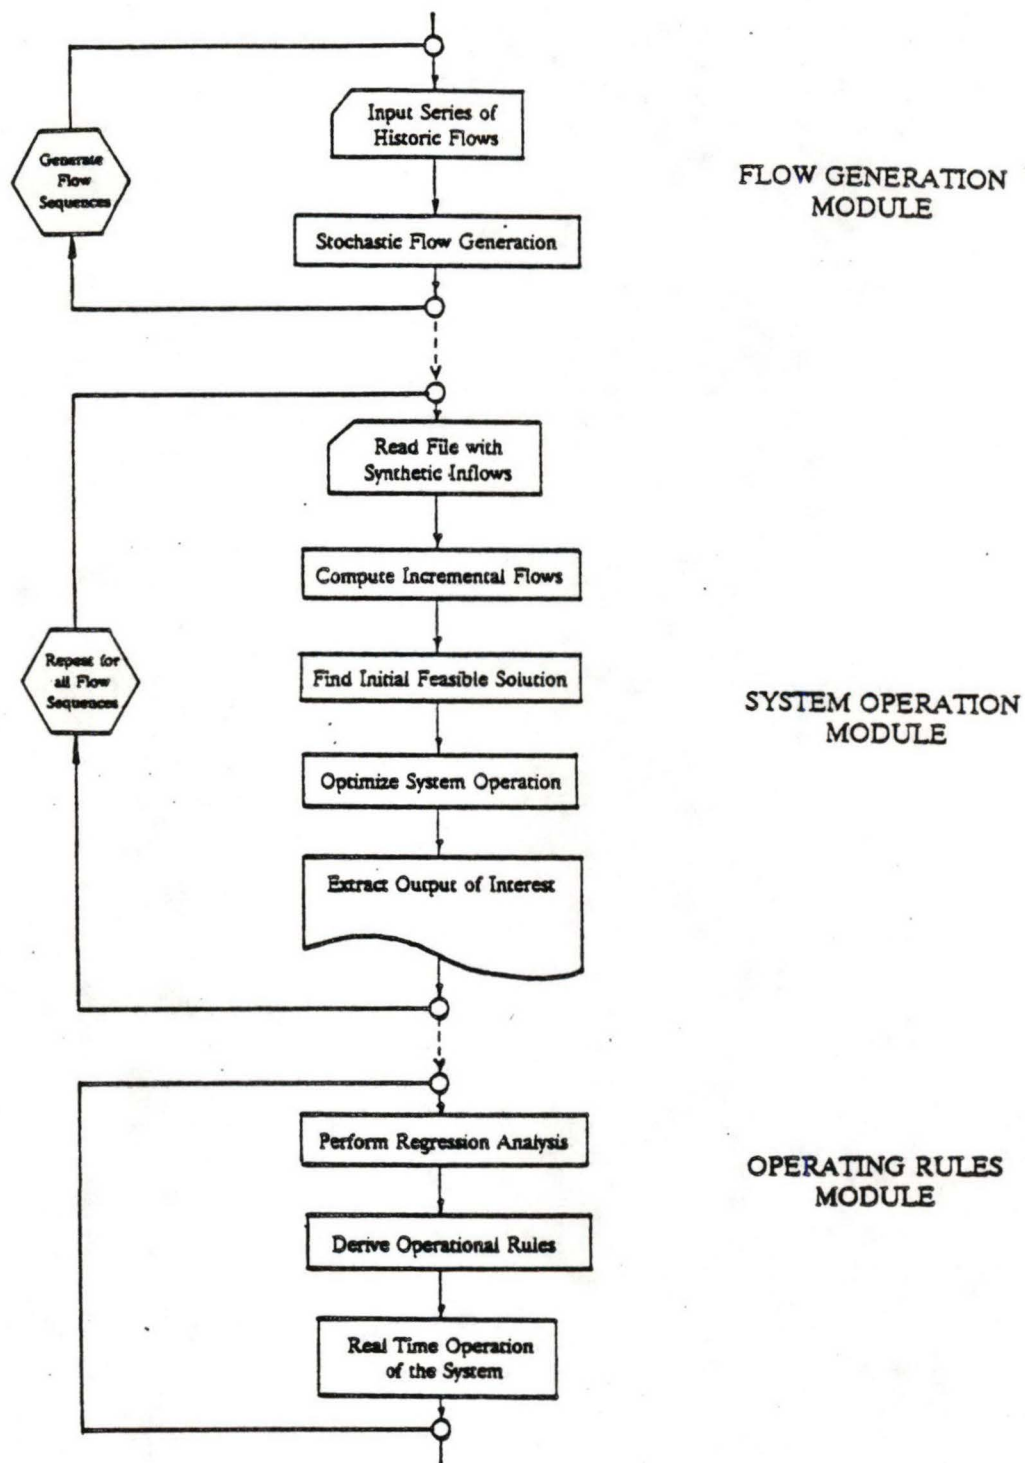 Input Series of
Historic Flows
Generate
Flow
Sequences
FLOW GENERATION
MODULE
Stochastic Flow Generation
Read File with
Synthetic Inflows
Compute Incremental Flows
Repeat for
all Flow
Sequences
Find Initial Feasible Solution
SYSTEM OPERATION
MODULE
Optimize System Operation
Extract Output of Interest
Perform Regression Analysis
OPERATING RULES
MODULE
Derive Operational Rules
Real Time Operation
of the System